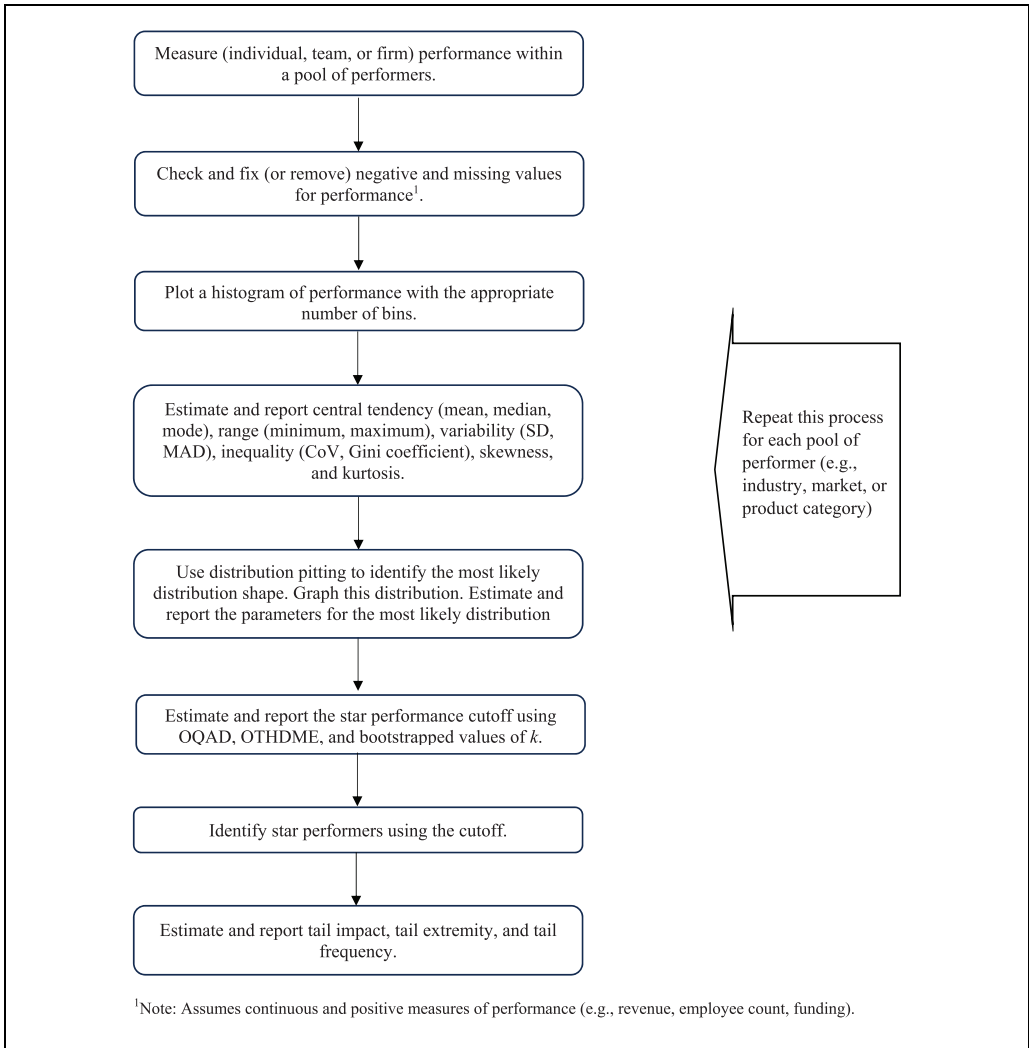 Measure (individual, team, or firm) performance within
a pool of performers.
Check and fix (or remove) negative and missing values
for performance1.
Plot a histogram of performance with the appropriate
number of bins.
Estimate and report central tendency (mean, median,
mode), range (minimum, maximum), variability (SD,
MAD), inequality (CoV, Gini coefficient), skewness,
and kurtosis.
Use distribution pitting to identify the most likely
distribution shape. Graph this distribution. Estimate and
report the parameters for the most likely distribution
Estimate and report the star performance cutoff using
OQAD, OTHDME, and bootstrapped values of k.
Identify star performers using the cutoff.
Estimate and report tail impact, tail extremity, and tail
frequency.
Repeat this process
for each pool of
performer (e.g.,
industry, market, or
product category)
1Note: Assumes continuous and positive measures of performance (e.g., revenue, employee count, funding).